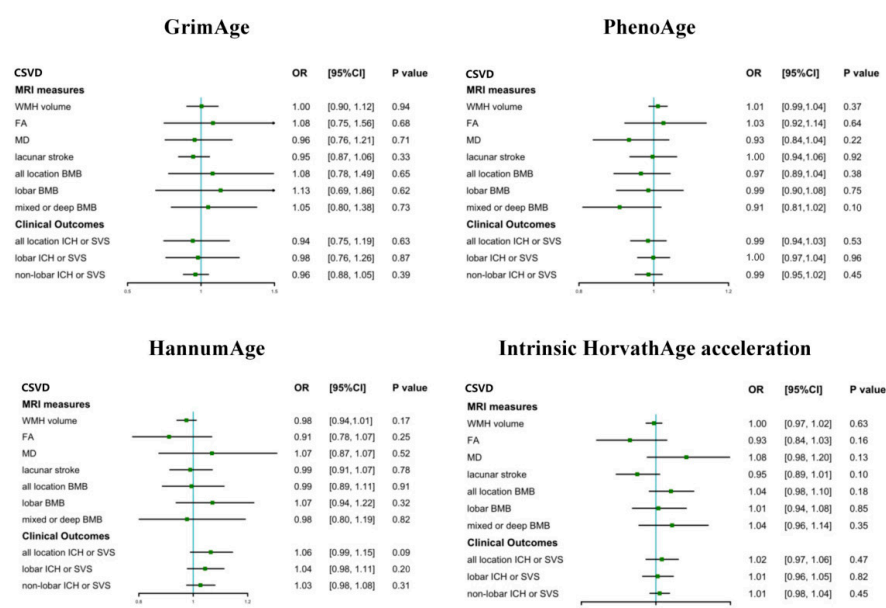 GrimAge
CSVD OR [95%CI] P value
MRI measures
WMH volume 1.00 [0.90, 1.12] 0.94
FA 1.08 [0.75, 1.56] 0.68
MD 0.96 [0.76, 1.21] 0.71
lacunar stroke 0.95 [0.87, 1.06] 0.33
all location BMB 1.08 [0.78, 1.49] 0.65
lobar BMB 1.13 [0.69, 1.86] 0.62
mixed or deep BMB 1.05 [0.80, 1.38] 0.73
Clinical Outcomes
all location ICH or SVS 0.94 [0.75, 1.19] 0.63
lobar ICH or SVS 0.98 [0.76, 1.26] 0.87
non-lobar ICH or SVS 0.96 [0.88, 1.05] 0.39
0.5 1 1.5
PhenoAge
CSVD OR [95%CI] P value
MRI measures
WMH volume 1.01 [0.99,1.04] 0.37
FA 1.03 [0.92,1.14] 0.64
MD 0.93 [0.84,1.04] 0.22
lacunar stroke 1.00 [0.94,1.06] 0.92
all location BMB 0.97 [0.89,1.04] 0.38
lobar BMB 0.99 [0.90,1.08] 0.75
mixed or deep BMB 0.91 [0.81,1.02] 0.10
Clinical Outcomes
all location ICH or SVS 0.99 [0.94,1.03] 0.53
lobar ICH or SVS 1.00 [0.97,1.04] 0.96
non-lobar ICH or SVS 0.99 [0.95,1.02] 0.45
0.8 1 1.2
HannumAge
CSVD OR [95%CI] P value
MRI measures
WMH volume 0.98 [0.94,1.01] 0.17
FA 0.91 [0.78, 1.07] 0.25
MD 1.07 [0.87, 1.07] 0.52
lacunar stroke 0.99 [0.91, 1.07] 0.78
all location BMB 0.99 [0.89, 1.11] 0.91
lobar BMB 1.07 [0.94, 1.22] 0.32
mixed or deep BMB 0.98 [0.80, 1.19] 0.82
Clinical Outcomes
all location ICH or SVS 1.06 [0.99, 1.15] 0.09
lobar ICH or SVS 1.04 [0.98, 1.11] 0.20
non-lobar ICH or SVS 1.03 [0.98, 1.08] 0.31
0.8 1 1.2
Intrinsic HorvathAge acceleration
CSVD OR [95%CI] P value
MRI measures
WMH volume 1.00 [0.97, 1.02] 0.63
FA 0.93 [0.84, 1.03] 0.16
MD 1.08 [0.98, 1.20] 0.13
lacunar stroke 0.95 [0.89, 1.01] 0.10
all location BMB 1.04 [0.98, 1.10] 0.18
lobar BMB 1.01 [0.94, 1.08] 0.85
mixed or deep BMB 1.04 [0.96, 1.14] 0.35
Clinical Outcomes
all location ICH or SVS 1.02 [0.97, 1.06] 0.47
lobar ICH or SVS 1.01 [0.96, 1.05] 0.82
non-lobar ICH or SVS 1.01 [0.98, 1.04] 0.45